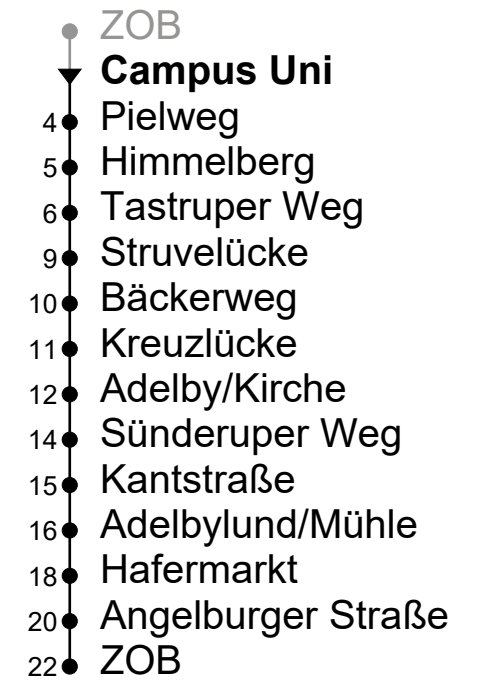 ZOB
Campus Uni
4 Pielweg
5 Himmelberg
6 Tastruper Weg
9 Struvelücke
10 Bäckerweg
11 Kreuzlücke
12 Adelby/Kirche
14 Sünderuper Weg
15 Kantstraße
16 Adelbylund/Mühle
18 Hafermarkt
20 Angelburger Straße
22 ZOB